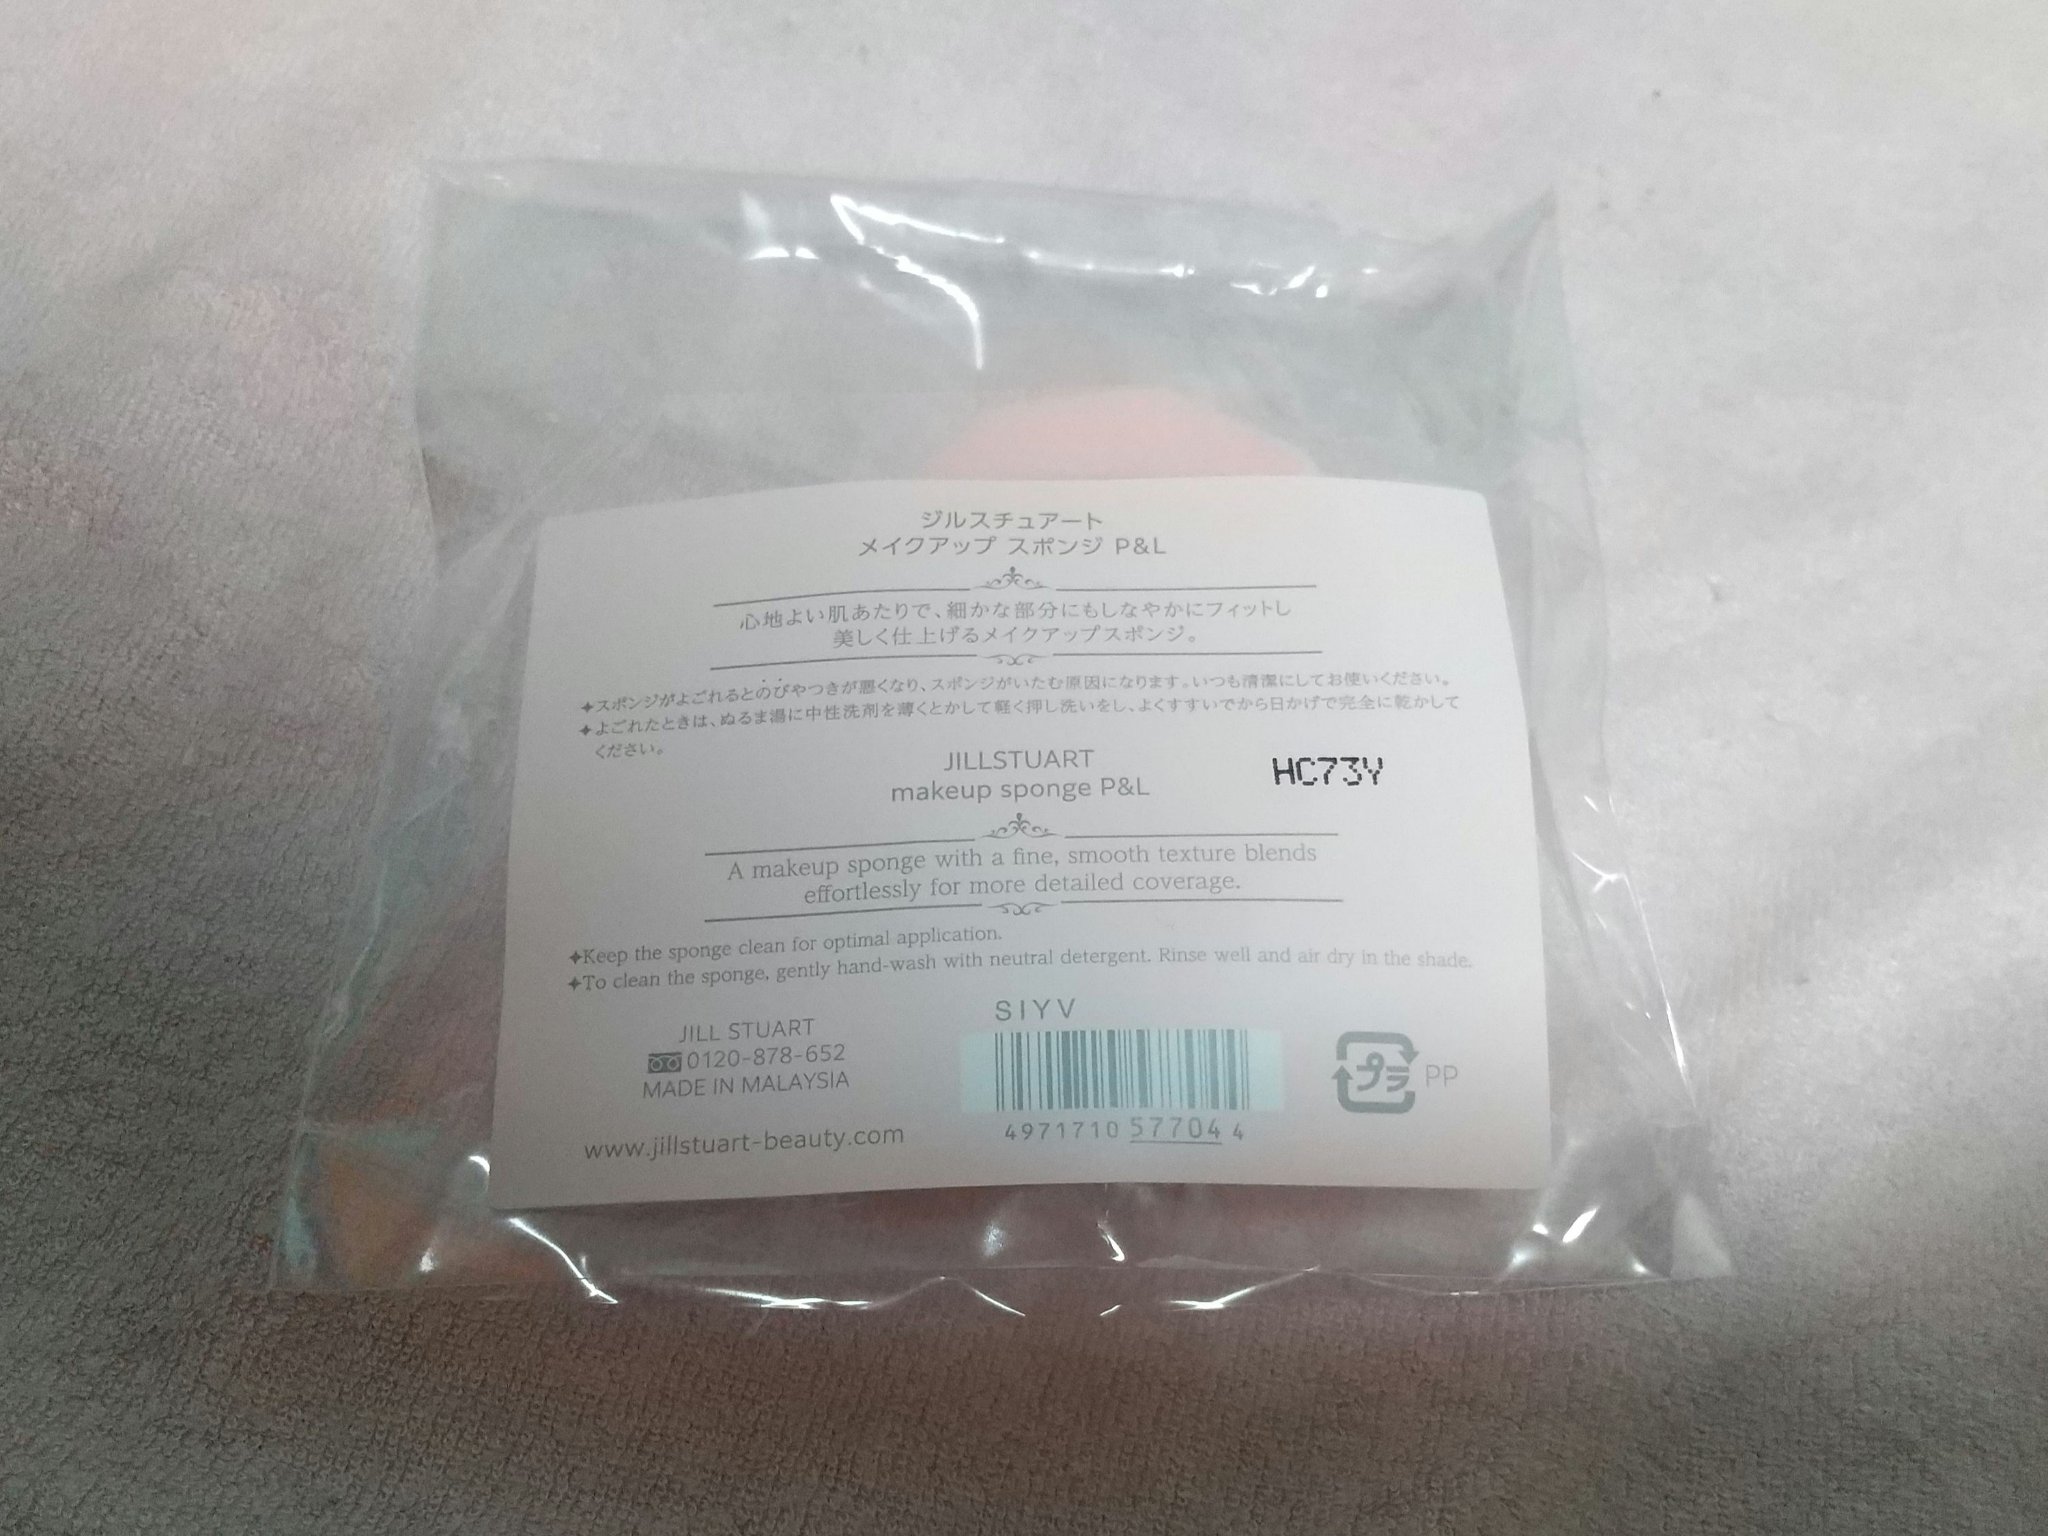 ジルスチュアート
メイクアップ スポンジ P&L
心地よい肌あたりで、細かな部分にもしなやかにフィットし
美しく仕上げるメイクアップスポンジ。
✦スポンジがよごれるとのびやつきが悪くなり、スポンジがいたむ原因になります。いつも清潔にしてお使いください。
✦よごれたときは、ぬるま湯に中性洗剤を薄くとかして軽く押し洗いをし、よくすすいでから日かげで完全に乾かして
ください。
JILLSTUART
makeup sponge P&L
HC73Y
A makeup sponge with a fine, smooth texture blends
effortlessly for more detailed coverage.
✦Keep the sponge clean for optimal application.
✦To clean the sponge, gently hand-wash with neutral detergent. Rinse well and air dry in the shade.
JILL STUART
0120-878-652
MADE IN MALAYSIA
www.jillstuart-beauty.com
SIYV
4971710 57704 4
プラ PP